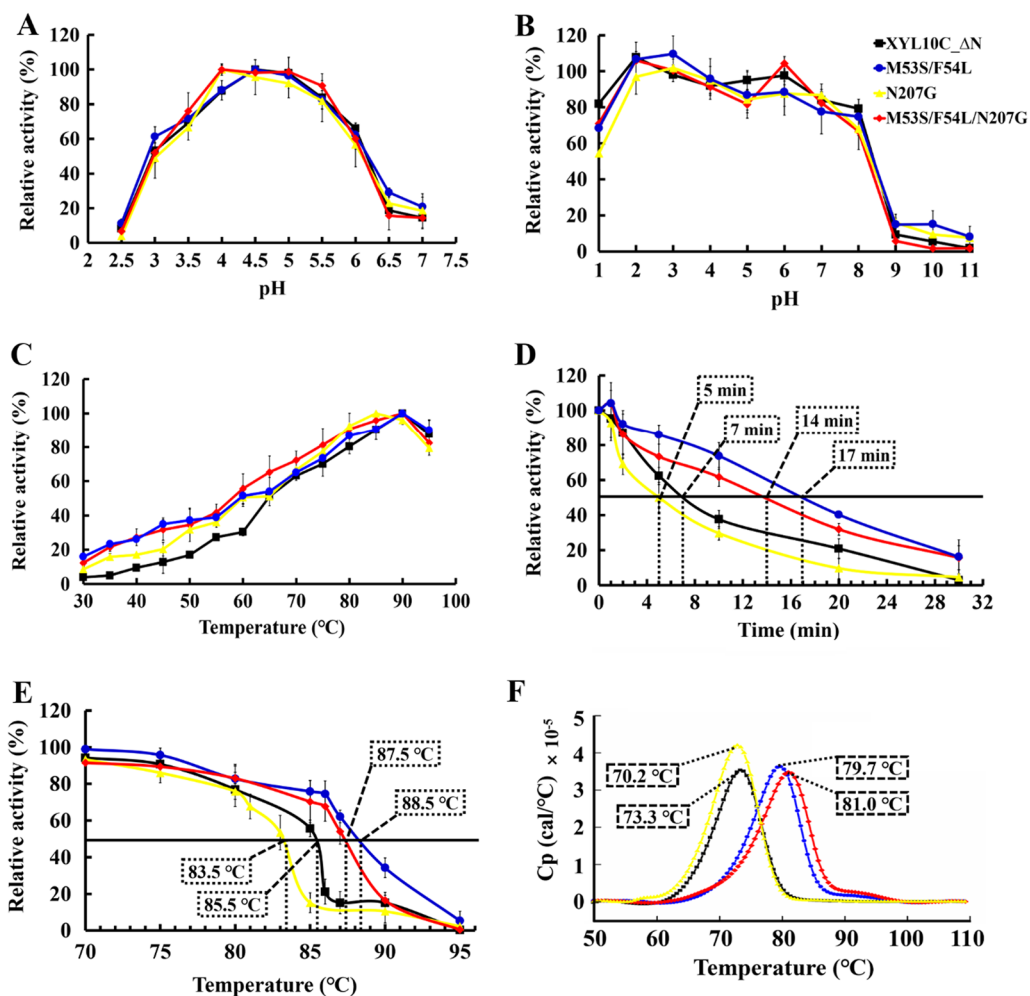 A
Relative activity (%)
120
100
80
60
40
20
0
2 2.5 3 3.5 4 4.5 5 5.5 6 6.5 7 7.5
pH
B
Relative activity (%)
120
100
80
60
40
20
0
1 2 3 4 5 6 7 8 9 10 11
pH
XYL10C_ΔN
M53S/F54L
N207G
M53S/F54L/N207G
C
Relative activity (%)
120
100
80
60
40
20
0
30 40 50 60 70 80 90 100
Temperature (°C)
D
Relative activity (%)
120
100
80
60
40
20
0
0 4 8 12 16 20 24 28 32
Time (min)
5 min
7 min
14 min
17 min
E
Relative activity (%)
120
100
80
60
40
20
0
70 75 80 85 90 95
Temperature (°C)
87.5 °C
88.5 °C
83.5 °C
85.5 °C
F
Cp (cal/°C) × 10⁻⁵
5
4
3
2
1
0
50 60 70 80 90 100 110
Temperature (°C)
70.2 °C
73.3 °C
79.7 °C
81.0 °C